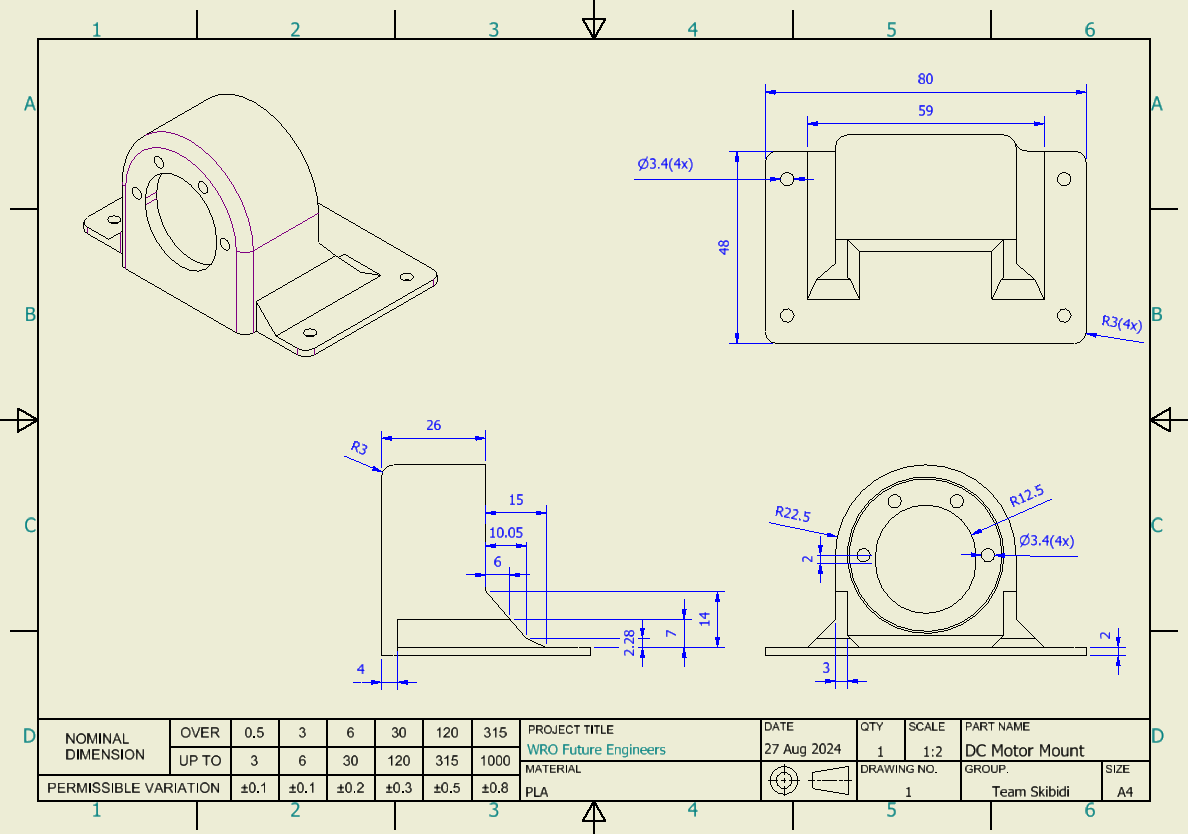 1 2 3 4 5 6
A A
80
59
Ø3.4(4x)
48
B B
R3(4x)
26
R3
15
10.05
6
14
7
2.28
4
C C
R22.5
R12.5
Ø3.4(4x)
2
2
3
D D
NOMINAL DIMENSION
OVER 0.5 3 6 30 120 315
UP TO 3 6 30 120 315 1000
PERMISSIBLE VARIATION ±0.1 ±0.1 ±0.2 ±0.3 ±0.5 ±0.8
PROJECT TITLE
WRO Future Engineers
MATERIAL
PLA
DATE
27 Aug 2024
QTY
1
SCALE
1:2
PART NAME
DC Motor Mount
DRAWING NO.
1
GROUP.
Team Skibidi
SIZE
A4
1 2 3 4 5 6